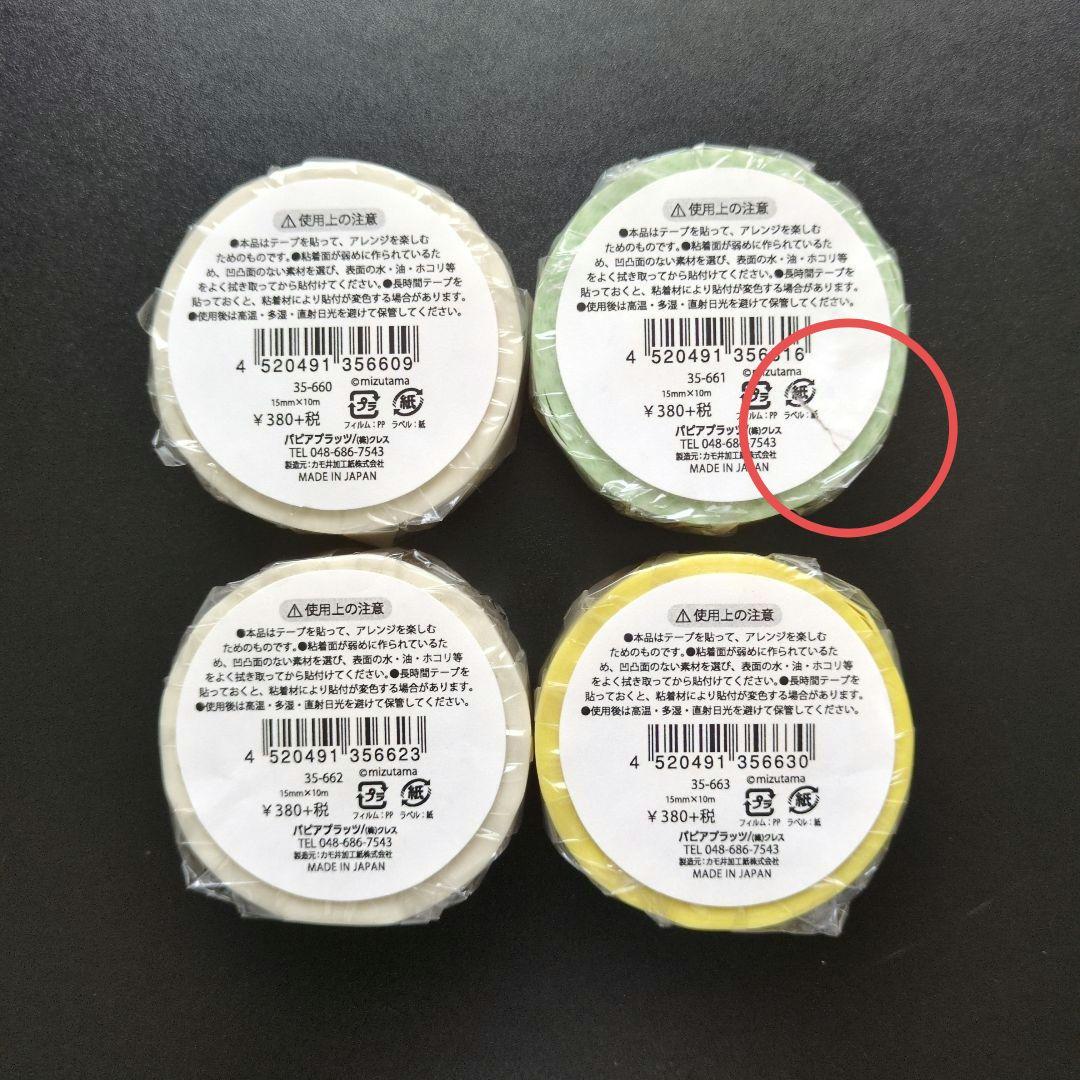 ⚠使用上の注意
●本品はテープを貼って、アレンジを楽しむ
ためのものです。●粘着面が弱めに作られているた
め、凹凸面のない素材を選び、表面の水・油・ホコリ等
をよく拭き取ってから貼付けてください。●長時間テープを
貼っておくと、粘着材により貼付が変色する場合があります。
●使用後は高温・多湿・直射日光を避けて保管してください。
4 520491 356609
©mizutama
35-660
15mm×10m
¥380+税
プラ 紙
フィルム:PP ラベル:紙
パピアプラッツ/(株)クレス
TEL 048-686-7543
製造元:カモ井加工紙株式会社
MADE IN JAPAN
⚠使用上の注意
●本品はテープを貼って、アレンジを楽しむ
ためのものです。●粘着面が弱めに作られているた
め、凹凸面のない素材を選び、表面の水・油・ホコリ等
をよく拭き取ってから貼付けてください。●長時間テープを
貼っておくと、粘着材により貼付が変色する場合があります。
●使用後は高温・多湿・直射日光を避けて保管してください。
4 520491 356616
©mizutama
35-661
15mm×10m
¥380+税
プラ 紙
フィルム:PP ラベル:紙
パピアプラッツ/(株)クレス
TEL 048-686-7543
製造元:カモ井加工紙株式会社
MADE IN JAPAN
⚠使用上の注意
●本品はテープを貼って、アレンジを楽しむ
ためのものです。●粘着面が弱めに作られているた
め、凹凸面のない素材を選び、表面の水・油・ホコリ等
をよく拭き取ってから貼付けてください。●長時間テープを
貼っておくと、粘着材により貼付が変色する場合があります。
●使用後は高温・多湿・直射日光を避けて保管してください。
4 520491 356623
©mizutama
35-662
15mm×10m
¥380+税
プラ 紙
フィルム:PP ラベル:紙
パピアプラッツ/(株)クレス
TEL 048-686-7543
製造元:カモ井加工紙株式会社
MADE IN JAPAN
⚠使用上の注意
●本品はテープを貼って、アレンジを楽しむ
ためのものです。●粘着面が弱めに作られているた
め、凹凸面のない素材を選び、表面の水・油・ホコリ等
をよく拭き取ってから貼付けてください。●長時間テープを
貼っておくと、粘着材により貼付が変色する場合があります。
●使用後は高温・多湿・直射日光を避けて保管してください。
4 520491 356630
©mizutama
35-663
15mm×10m
¥380+税
プラ 紙
フィルム:PP ラベル:紙
パピアプラッツ/(株)クレス
TEL 048-686-7543
製造元:カモ井加工紙株式会社
MADE IN JAPAN